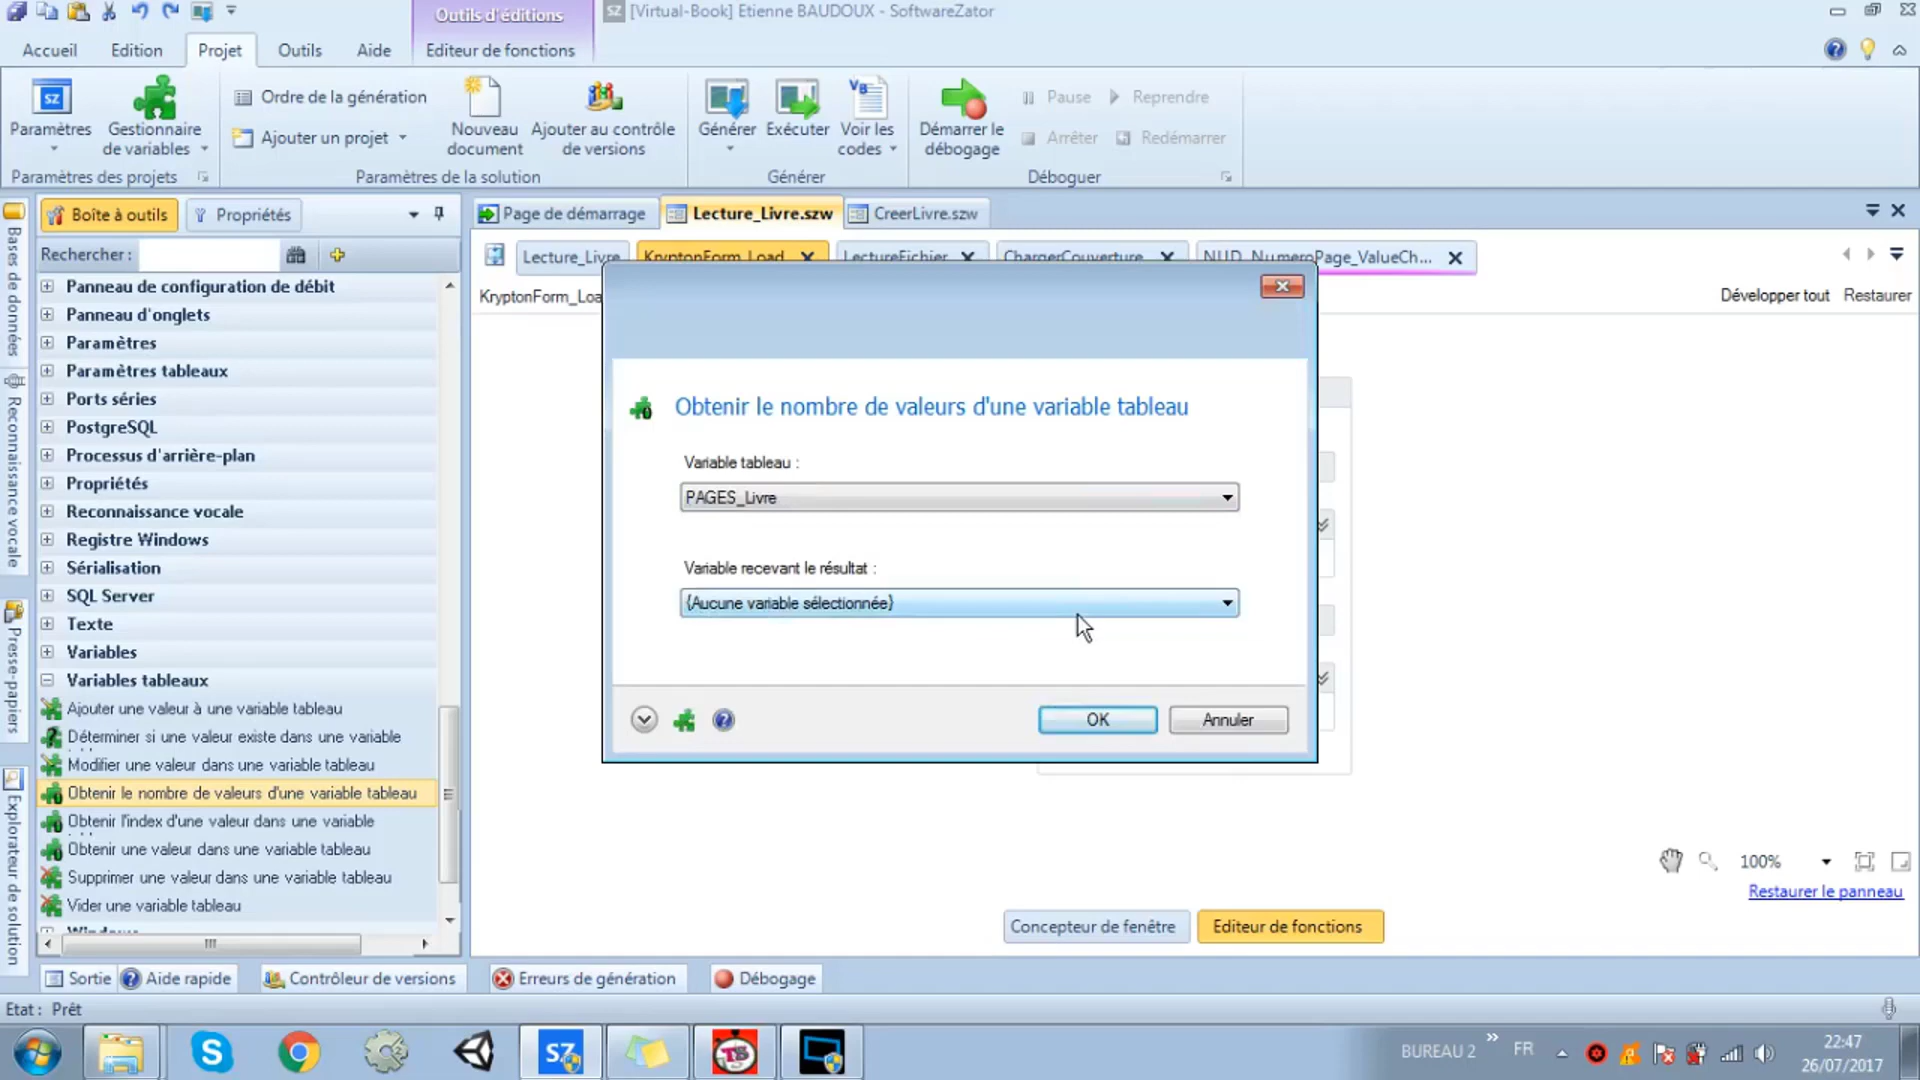 Outils d'éditions
[Virtual-Book] Etienne BAUDOUX - SoftwareZator
Accueil
Edition
Projet
Outils
Aide
Editeur de fonctions
Paramètres
Gestionnaire
de variables
Ordre de la génération
Ajouter un projet
Nouveau
document
Ajouter au contrôle
de versions
Générer
Exécuter
Voir les
codes
Démarrer le
débogage
Pause
Reprendre
Arrêter
Redémarrer
Paramètres des projets
Paramètres de la solution
Générer
Déboguer
Boîte à outils
Propriétés
Page de démarrage
Lecture_Livre.szw
CreerLivre.szw
Rechercher :
Lecture_Livre
KryptonForm_Load
LectureFichier
ChargerCouverture
NUD_NumeroPage_ValueCh...
KryptonForm_Loa
Développer tout
Restaurer
Bases de données
Reconnaissance vocale
Presse-papiers
Explorateur de solution
Panneau de configuration de débit
Panneau d'onglets
Paramètres
Paramètres tableaux
Ports séries
PostgreSQL
Processus d'arrière-plan
Propriétés
Reconnaissance vocale
Registre Windows
Sérialisation
SQL Server
Texte
Variables
Variables tableaux
Ajouter une valeur à une variable tableau
Déterminer si une valeur existe dans une variable
Modifier une valeur dans une variable tableau
Obtenir le nombre de valeurs d'une variable tableau
Obtenir l'index d'une valeur dans une variable
Obtenir une valeur dans une variable tableau
Supprimer une valeur dans une variable tableau
Vider une variable tableau
Windows
Obtenir le nombre de valeurs d'une variable tableau
Variable tableau :
PAGES_Livre
Variable recevant le résultat :
{Aucune variable sélectionnée}
OK
Annuler
100%
Restaurer le panneau
Concepteur de fenêtre
Editeur de fonctions
Sortie
Aide rapide
Contrôleur de versions
Erreurs de génération
Débogage
Etat : Prêt
BUREAU 2
FR
22:47
26/07/2017